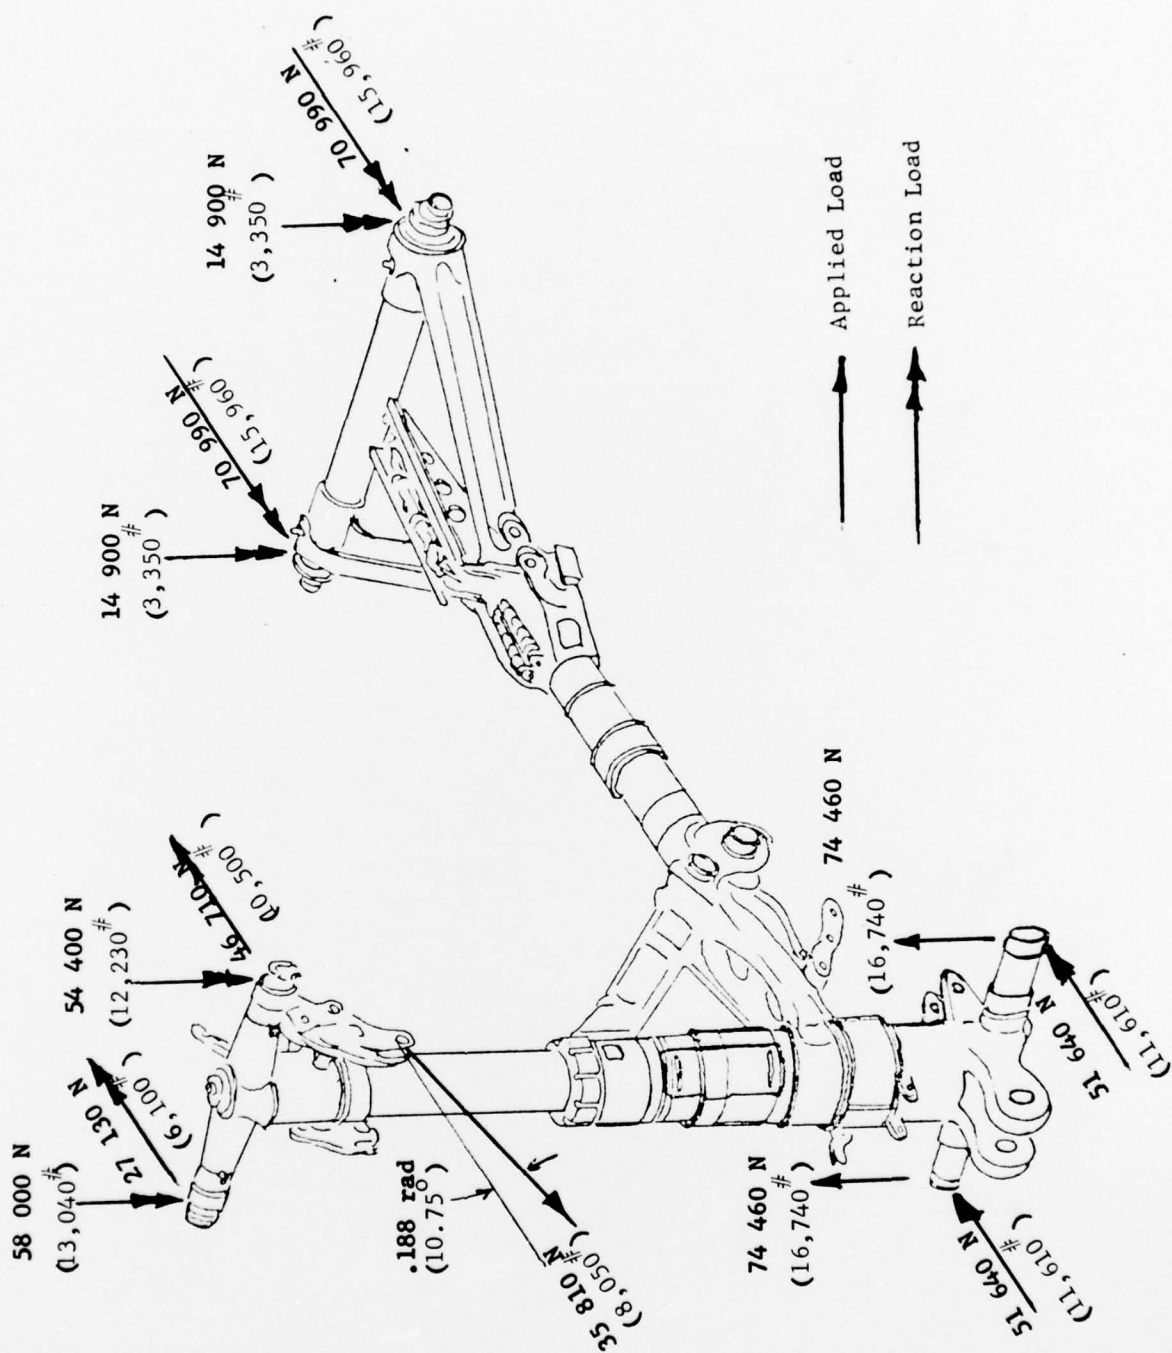 58 000 N
(13,040#)
27 130 N
(6,100#)
54 400 N
(12,230#)
46 710 N
(10,500#)
14 900 N
(3,350#)
70 990 N
(15,960#)
14 900 N
(3,350#)
70 990 N
(15,960#)
.188 rad
(10.75°)
35 810 N
(8,050#)
74 460 N
(16,740#)
51 640 N
(11,610#)
74 460 N
(16,740#)
51 640 N
(11,610#)
Applied Load
Reaction Load